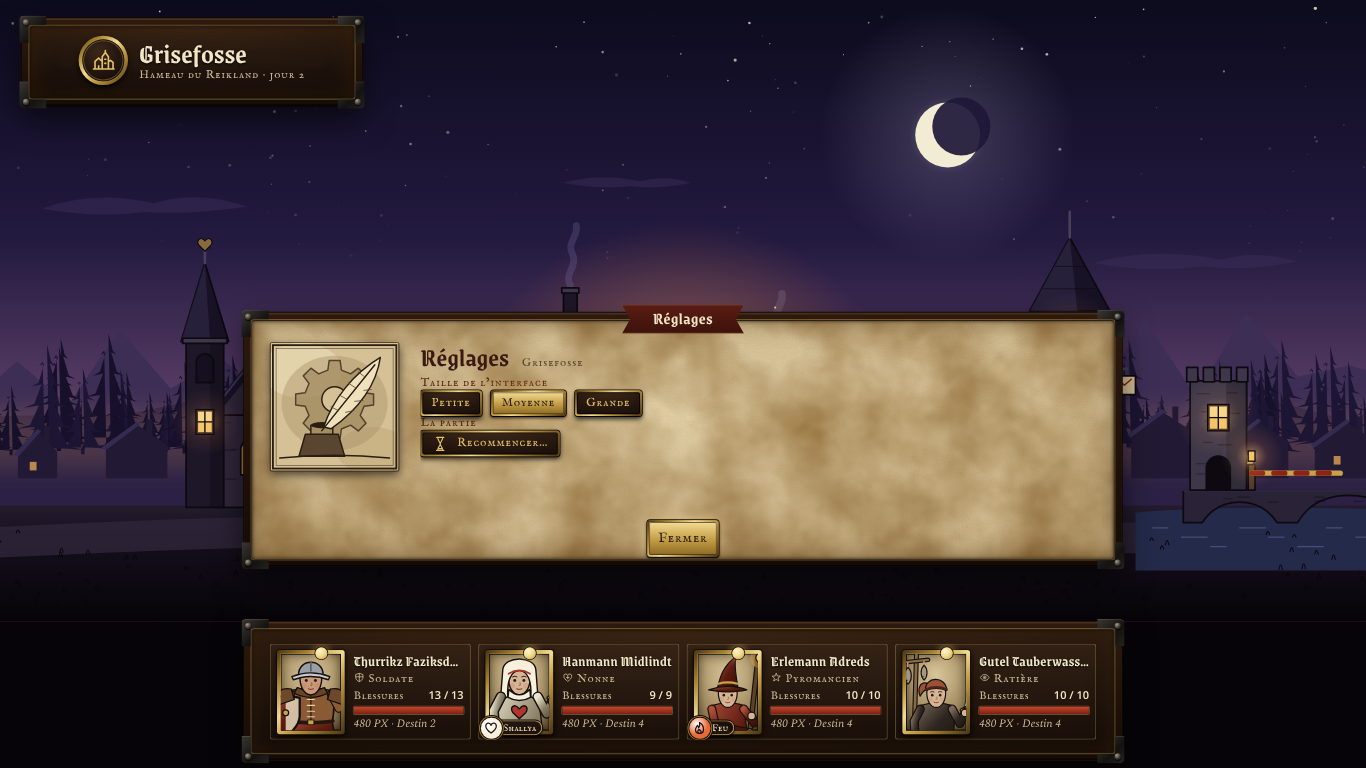 Grisefosse
Hameau du Reikland · jour 2
Réglages
Réglages Grisefosse
Taille de l'interface
Petite Moyenne Grande
La partie
Recommencer...
Fermer
Thurrikz Faziksd...
Soldate
Blessures 13 / 13
480 PX · Destin 2
Hanmann Midlindt
Nonne
Blessures 9 / 9
480 PX · Destin 4
Shallya
Erlemann Adreds
Pyromancien
Blessures 10 / 10
480 PX · Destin 4
Feu
Gutel Tauberwass...
Ratière
Blessures 10 / 10
480 PX · Destin 4